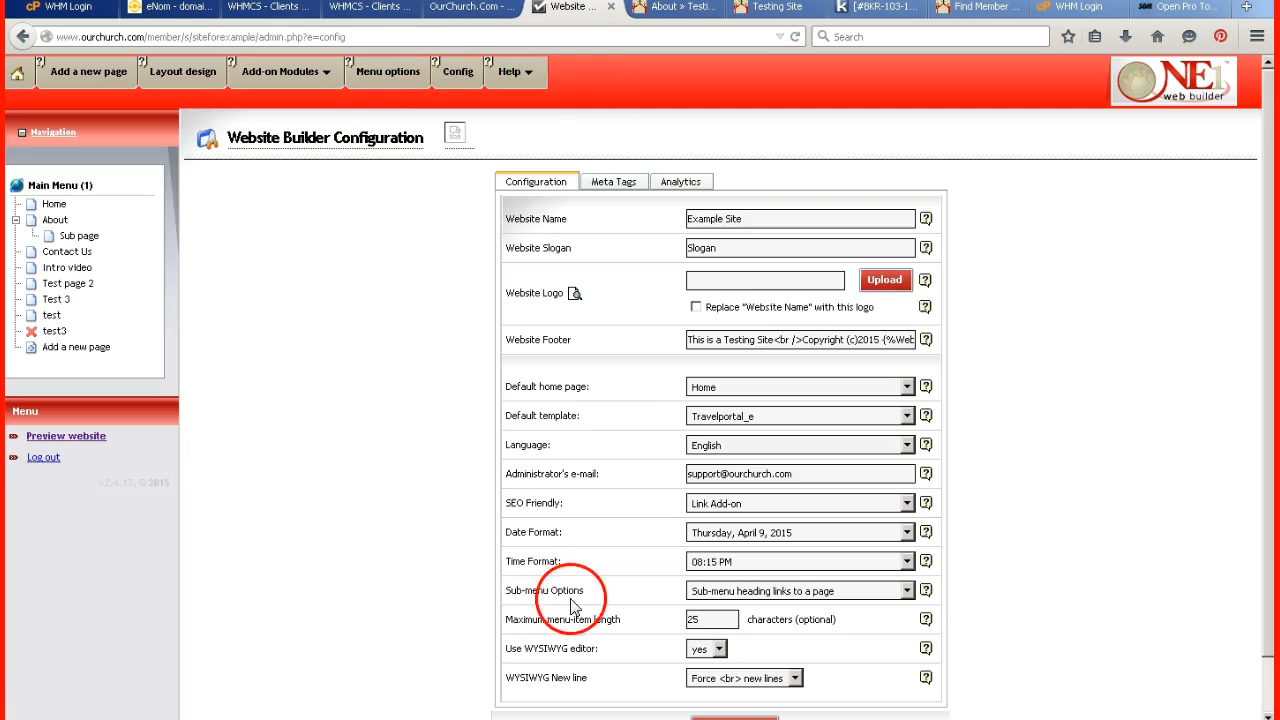 WHM Login
eNom - domai...
WHMCS - Clients ...
WHMCS - Clients ...
OurChurch.Com - ...
Website ...
About » Testi...
Testing Site
[#BKR-103-1...
Find Member ...
WHM Login
Open Pro To...
www.ourchurch.com/member/s/siteforexample/admin.php?e=config
Search
Add a new page
Layout design
Add-on Modules
Menu options
Config
Help
ONE1
web builder
Navigation
Website Builder Configuration
Main Menu (1)
Home
About
Sub page
Contact Us
Intro video
Test page 2
Test 3
test
test3
Add a new page
Menu
Preview website
Log out
v2.4.13, © 2015
Configuration
Meta Tags
Analytics
Website Name
Example Site
Website Slogan
Slogan
Website Logo
Upload
Replace "Website Name" with this logo
Website Footer
This is a Testing Site<br />Copyright (c)2015 {%Web
Default home page:
Home
Default template:
Travelportal_e
Language:
English
Administrator's e-mail:
support@ourchurch.com
SEO Friendly:
Link Add-on
Date Format:
Thursday, April 9, 2015
Time Format:
08:15 PM
Sub-menu Options
Sub-menu heading links to a page
Maximum menu-item length
25
characters (optional)
Use WYSIWYG editor:
yes
WYSIWYG New line
Force <br> new lines